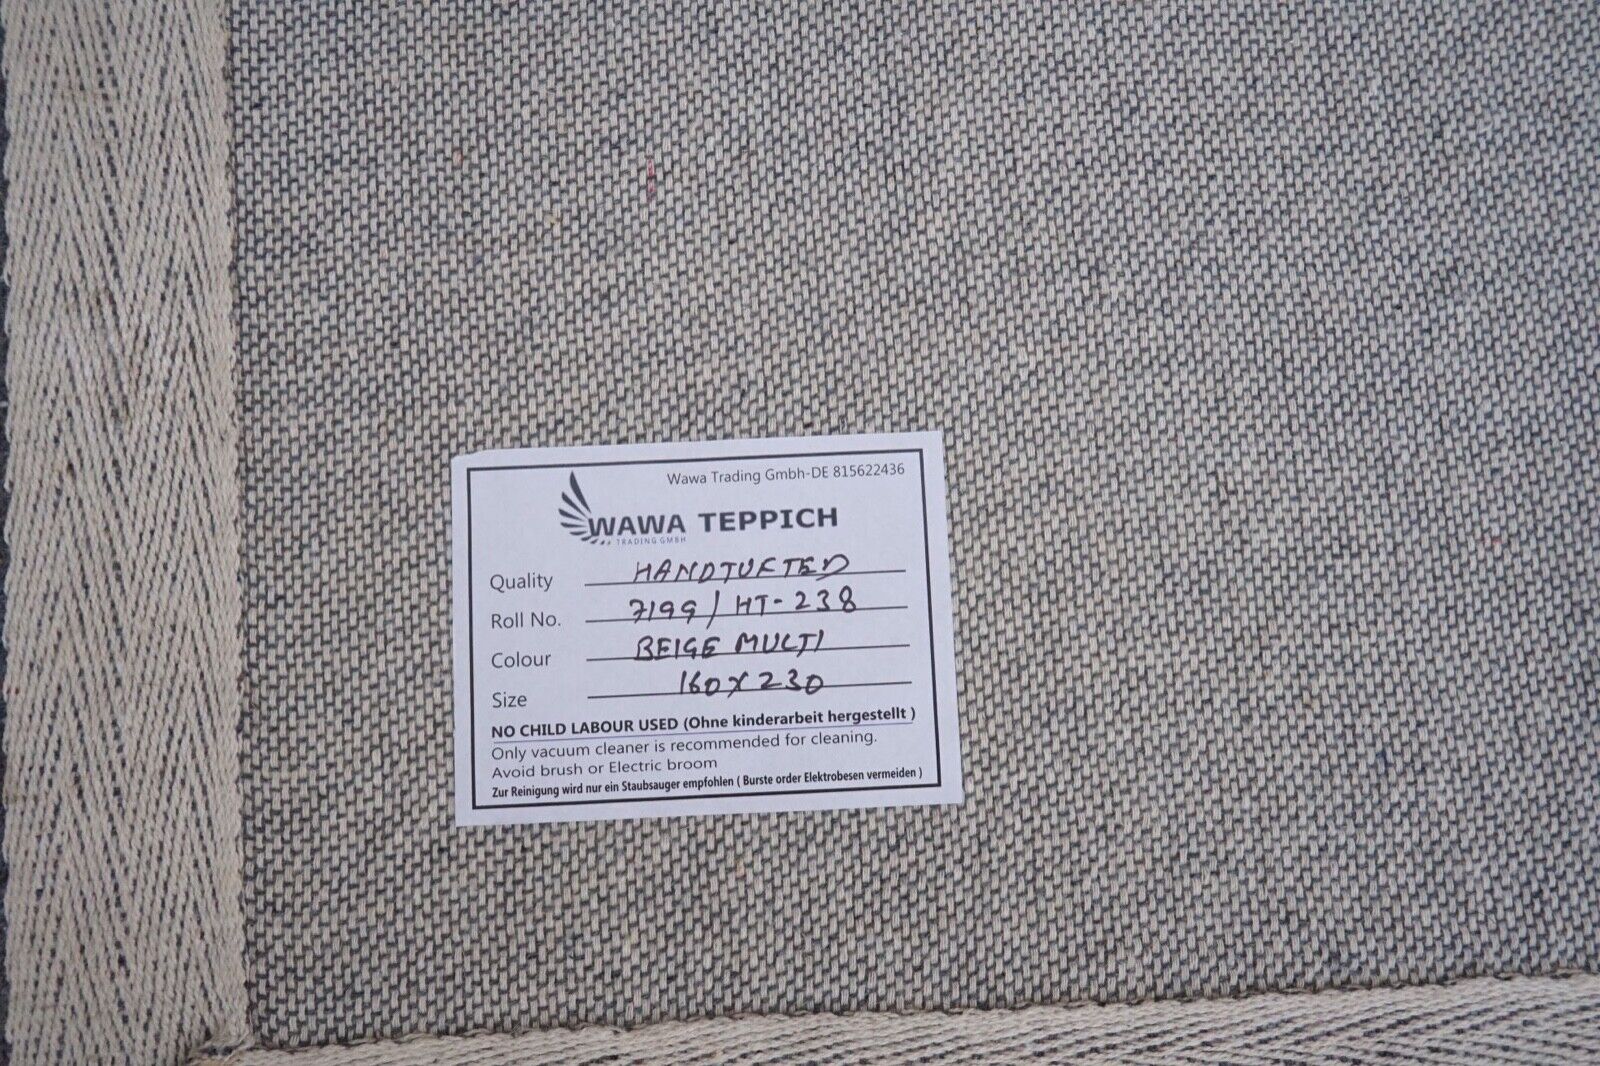 Wawa Trading Gmbh-DE 815622436
WAWA TEPPICH
TRADING GMBH
Quality HANDTUFTED
Roll No. 7199/HT-238
Colour BEIGE MULTI
Size 160X230
NO CHILD LABOUR USED (Ohne kinderarbeit hergestellt )
Only vacuum cleaner is recommended for cleaning.
Avoid brush or Electric broom
Zur Reinigung wird nur ein Staubsauger empfohlen ( Burste order Elektrobesen vermeiden )